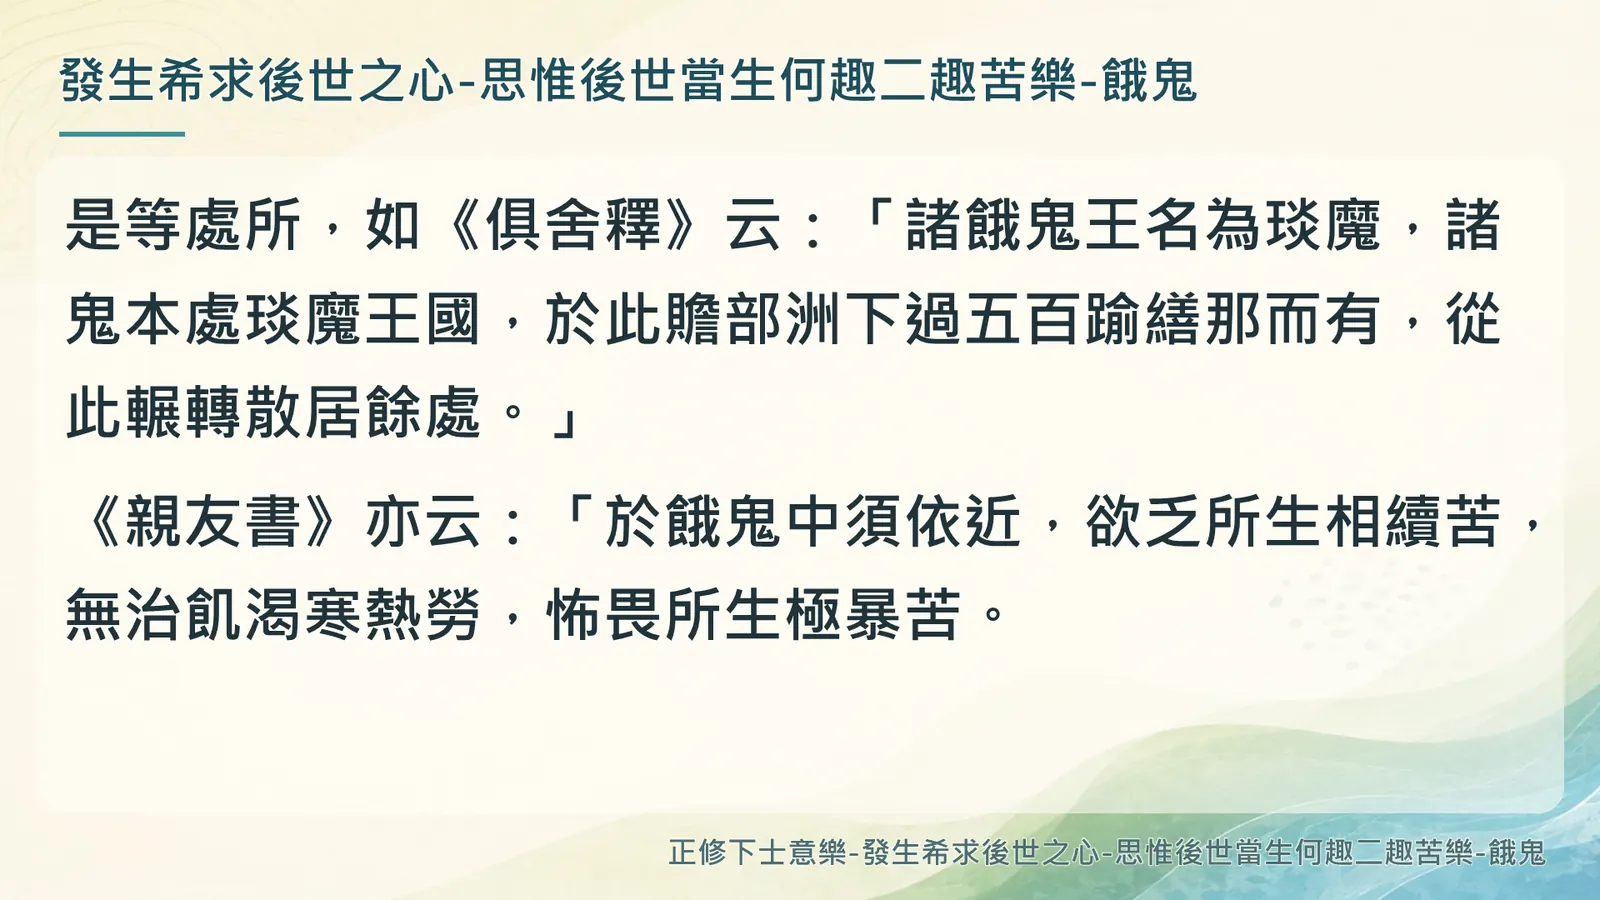 發生希求後世之心-思惟後世當生何趣二趣苦樂-餓鬼
是等處所，如《俱舍釋》云：「諸餓鬼王名為琰魔，諸
鬼本處琰魔王國，於此贍部洲下過五百踰繕那而有，從
此輾轉散居餘處。」
《親友書》亦云：「於餓鬼中須依近，欲乏所生相續苦，
無治飢渴寒熱勞，怖畏所生極暴苦。
正修下士意樂-發生希求後世之心-思惟後世當生何趣二趣苦樂-餓鬼